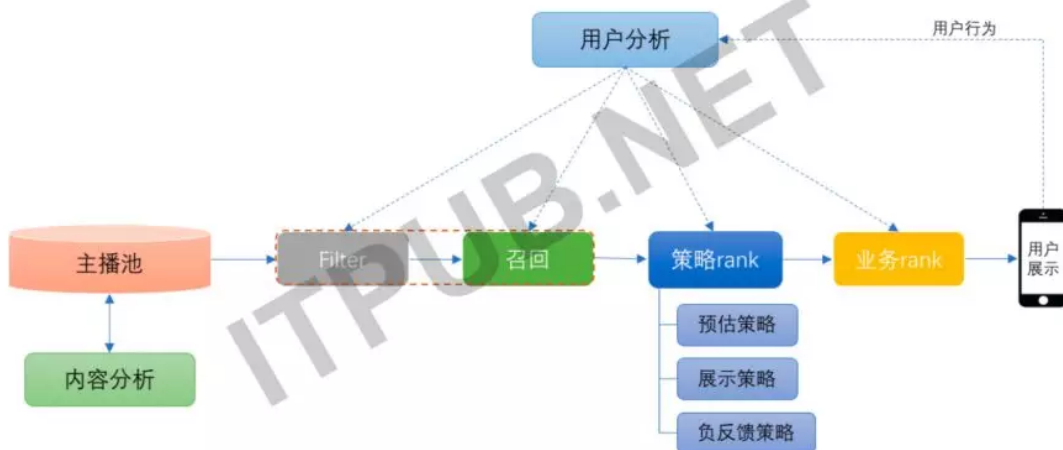 用户分析
用户行为
主播池
Filter
召回
策略rank
业务rank
用户
展示
内容分析
预估策略
展示策略
负反馈策略
ITPUB.NET